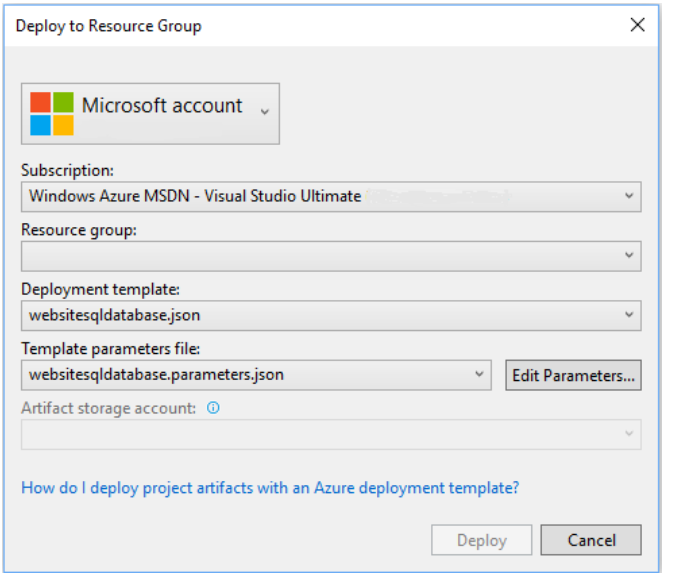 Deploy to Resource Group
Microsoft account
Subscription:
Windows Azure MSDN - Visual Studio Ultimate
Resource group:
Deployment template:
websitesqldatabase.json
Template parameters file:
websitesqldatabase.parameters.json
Edit Parameters...
Artifact storage account:
How do I deploy project artifacts with an Azure deployment template?
Deploy
Cancel